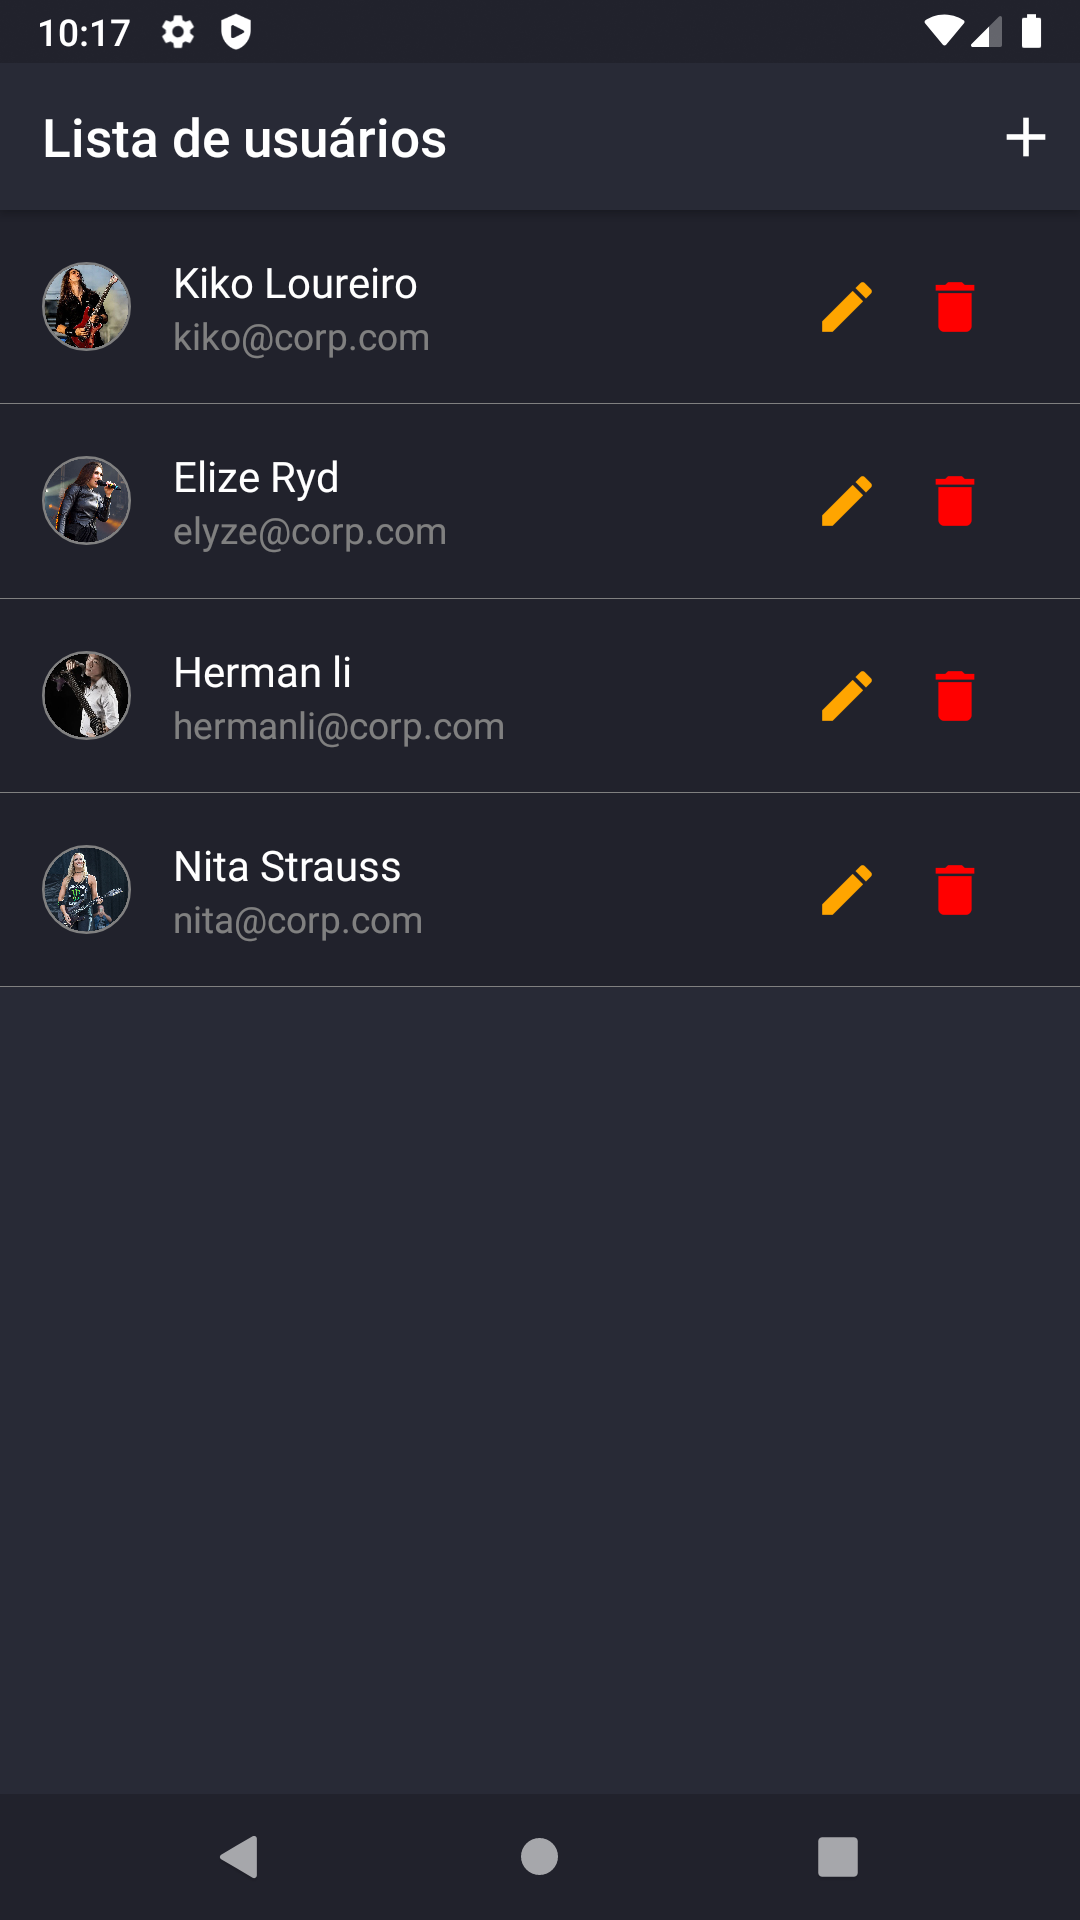 10:17
Lista de usuários
Kiko Loureiro
kiko@corp.com
Elize Ryd
elyze@corp.com
Herman li
hermanli@corp.com
Nita Strauss
nita@corp.com